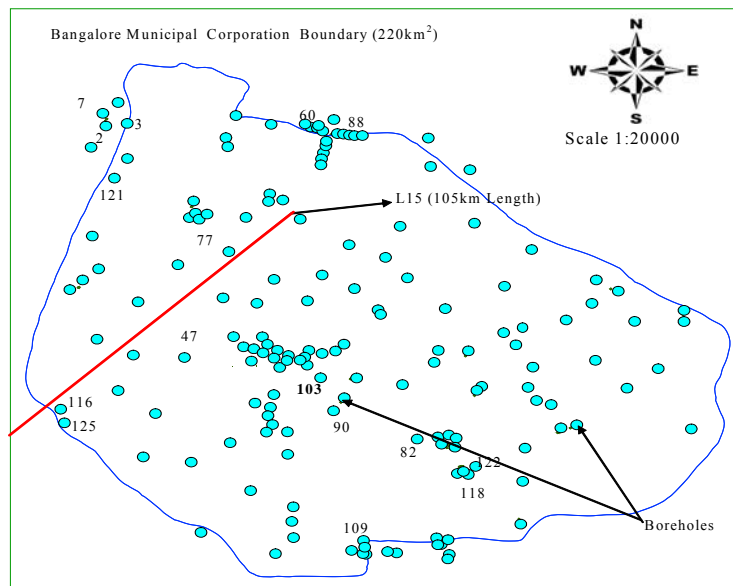 Bangalore Municipal Corporation Boundary (220km²)
N
W E
S
Scale 1:20000
7
3
2
60
88
121
L15 (105km Length)
77
47
103
116
90
125
82
122
118
109
Boreholes